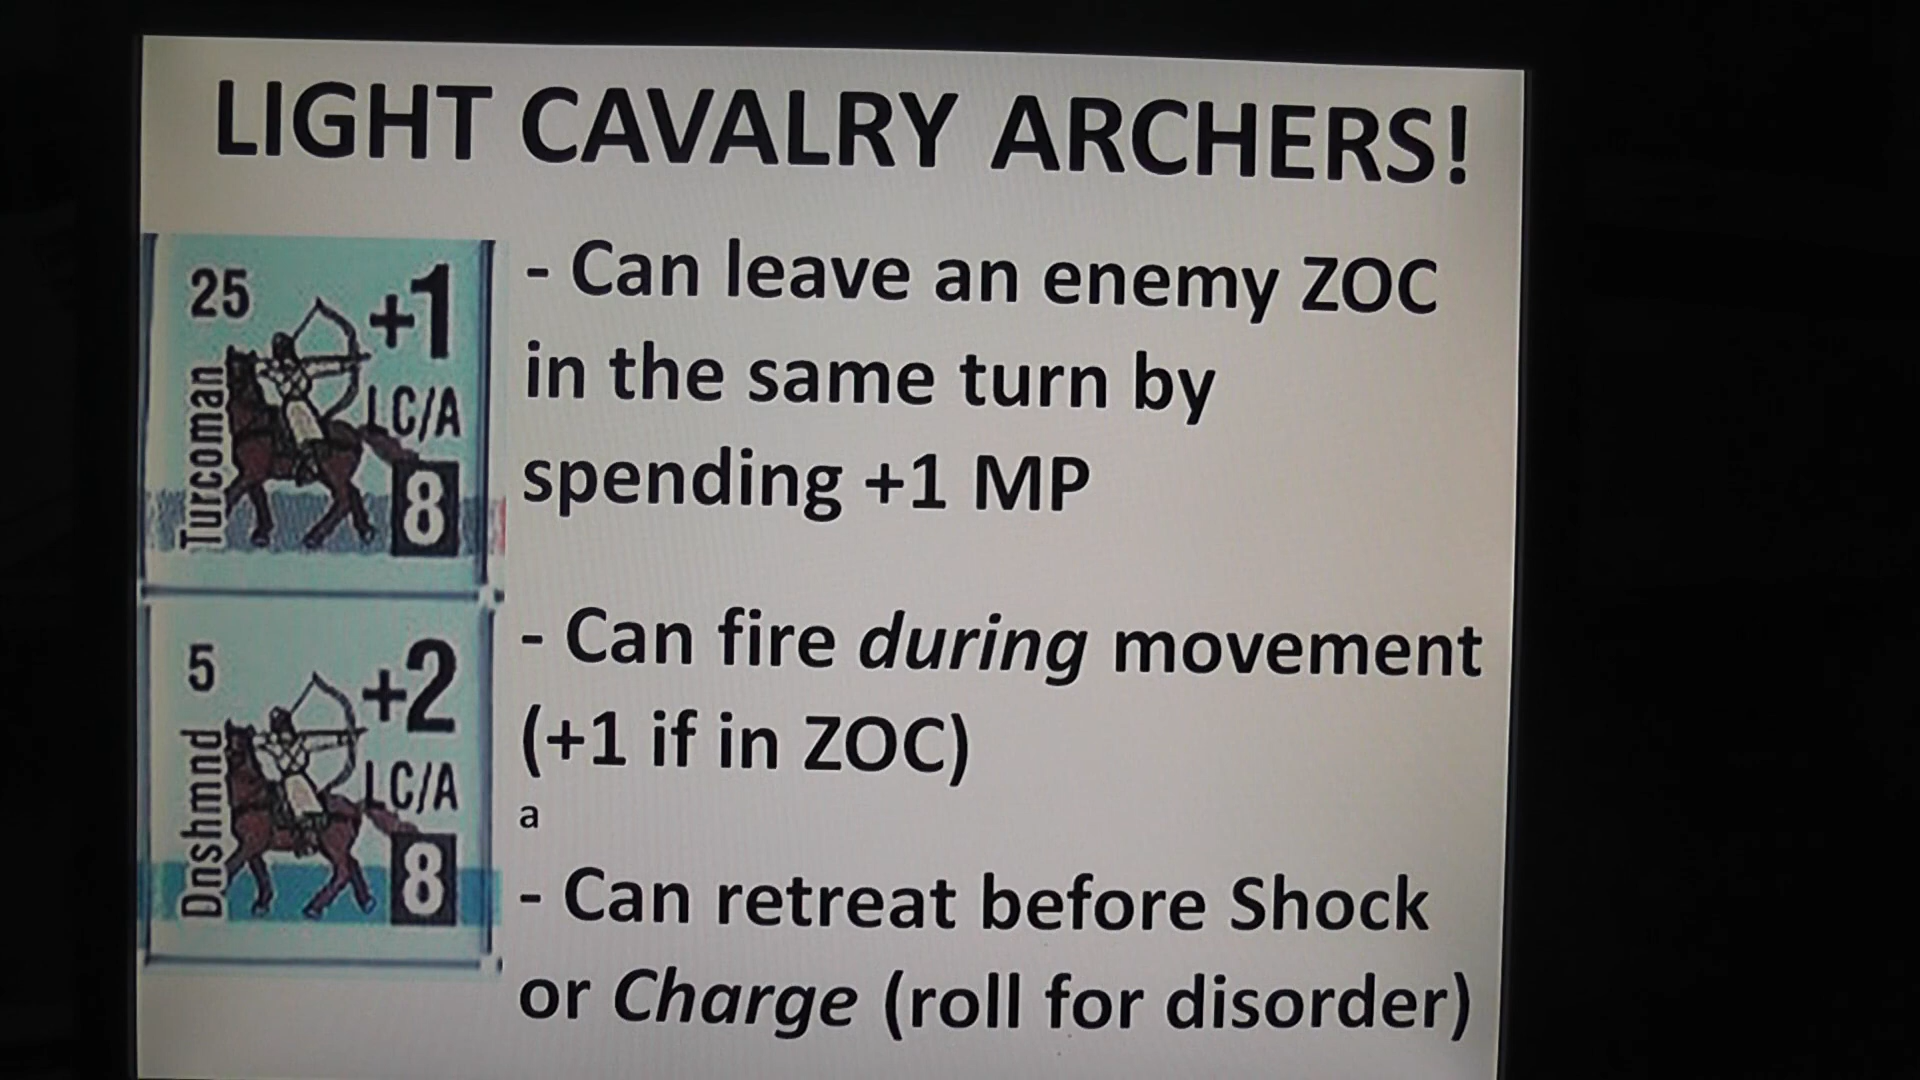 LIGHT CAVALRY ARCHERS!
25
+1
LC/A
8
Turcoman
- Can leave an enemy ZOC
in the same turn by
spending +1 MP
5
+2
LC/A
8
Dnshmnd
- Can fire during movement
(+1 if in ZOC)
a
- Can retreat before Shock
or Charge (roll for disorder)